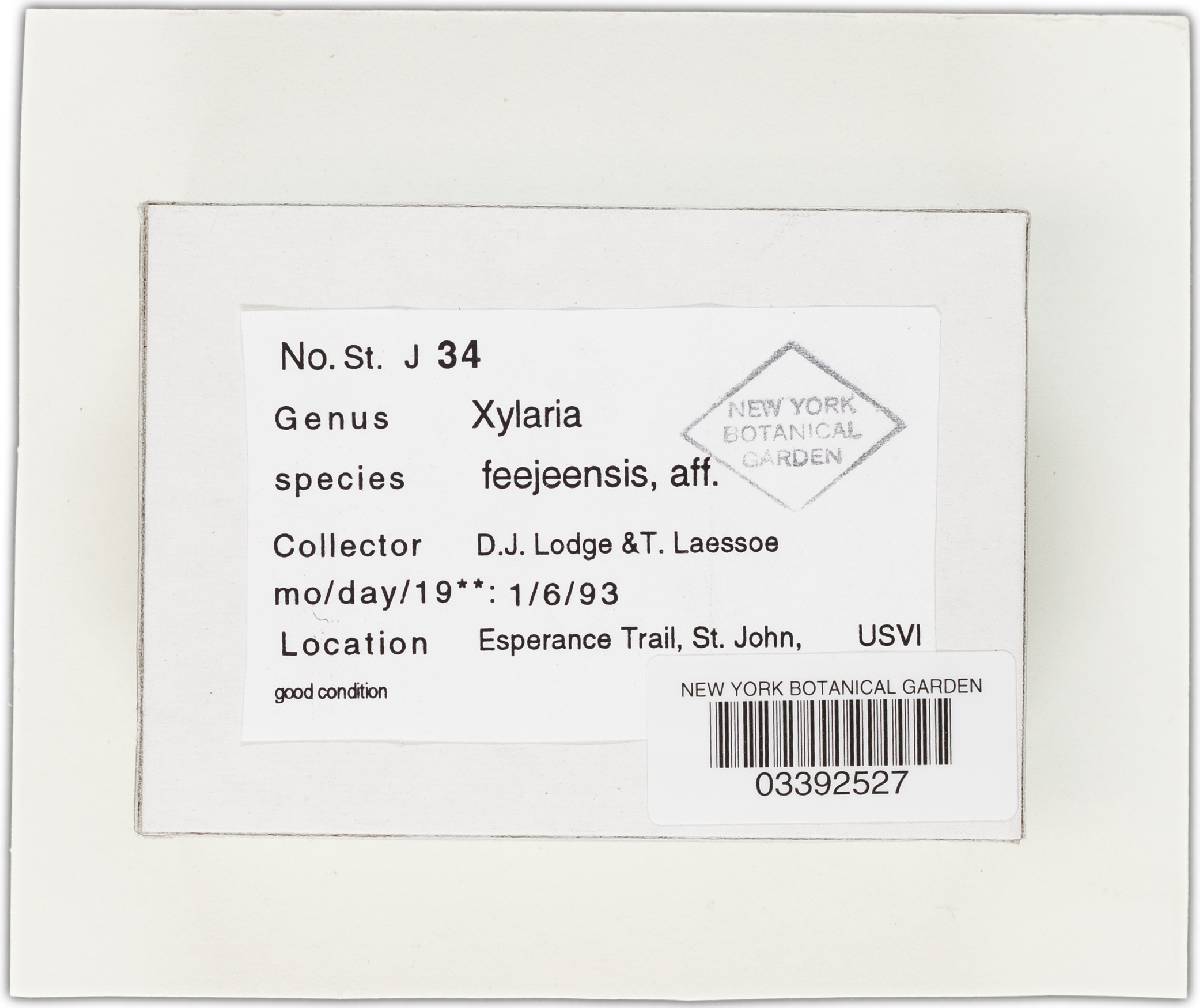 No. St. J 34
Genus Xylaria
species feejeensis, aff.
NEW YORK
BOTANICAL
GARDEN
Collector D.J. Lodge &T. Laessoe
mo/day/19**: 1/6/93
Location Esperance Trail, St. John, USVI
good condition
NEW YORK BOTANICAL GARDEN
03392527